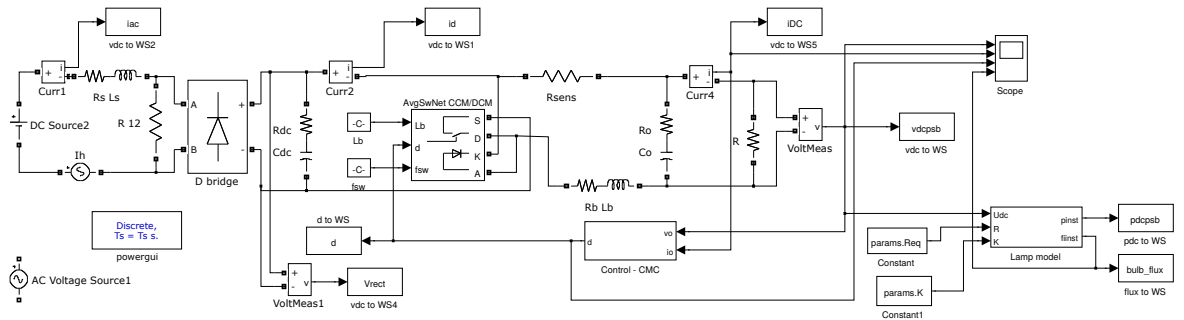 iac
vdc to WS2
id
vdc to WS1
iDC
vdc to WS5
+
i
-
Curr1
Rs Ls
+
i
-
Curr2
Rsens
+
i
-
Curr4
Scope
DC Source2
R 12
A
B
+
-
D bridge
Rdc
Cdc
AvgSwNet CCM/DCM
-C-
Lb
Lb
d
fsw
S
D
K
A
-C-
fsw
Ro
Co
R
+
-
v
VoltMeas
vdcpsb
vdc to WS
Ih
Rb Lb
Discrete,
Ts = Ts s.
powergui
d to WS
d
d
vo
io
Control - CMC
params.Req
Constant
Udc
R
K
pinst
fiinst
Lamp model
pdcpsb
pdc to WS
AC Voltage Source1
+
-
v
VoltMeas1
Vrect
vdc to WS4
params.K
Constant1
bulb_flux
flux to WS